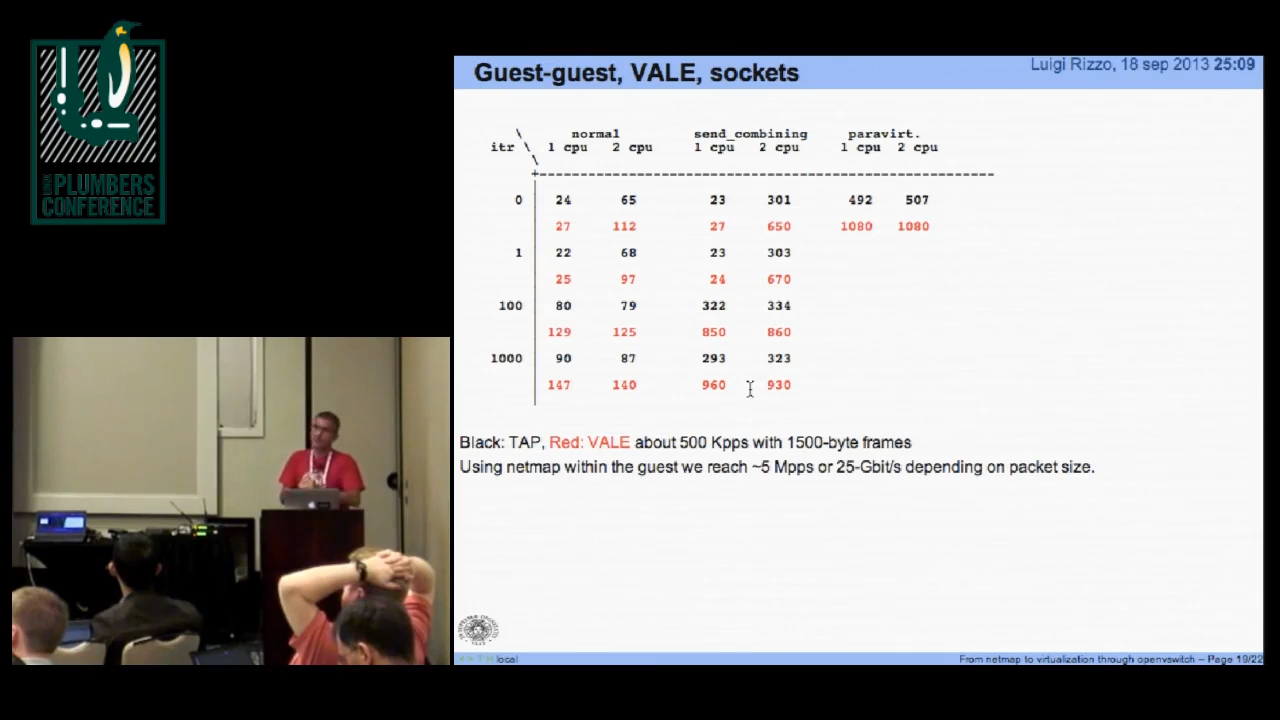 LINUX
PLUMBERS
CONFERENCE
Guest-guest, VALE, sockets
Luigi Rizzo, 18 sep 2013 25:09
\ normal send_combining paravirt.
itr \ 1 cpu 2 cpu 1 cpu 2 cpu 1 cpu 2 cpu
\
+--------------------------------------------------------
0 | 24 65 23 301 492 507
| 27 112 27 650 1080 1080
1 | 22 68 23 303
| 25 97 24 670
100 | 80 79 322 334
| 129 125 850 860
1000 | 90 87 293 323
| 147 140 960 930
Black: TAP, Red: VALE about 500 Kpps with 1500-byte frames
Using netmap within the guest we reach ~5 Mpps or 25-Gbit/s depending on packet size.
local
From netmap to virtualization through openvswitch – Page 19/22